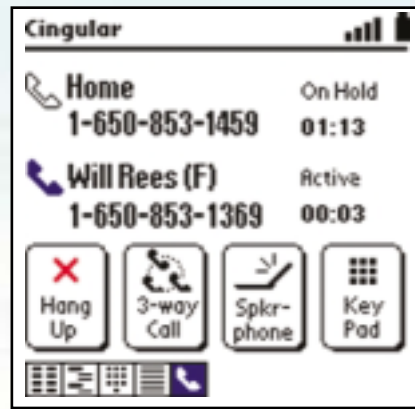 Cingular
Home On Hold
1-650-853-1459 01:13
Will Rees (F) Active
1-650-853-1369 00:03
Hang Up
3-way Call
Spkr-phone
Key Pad